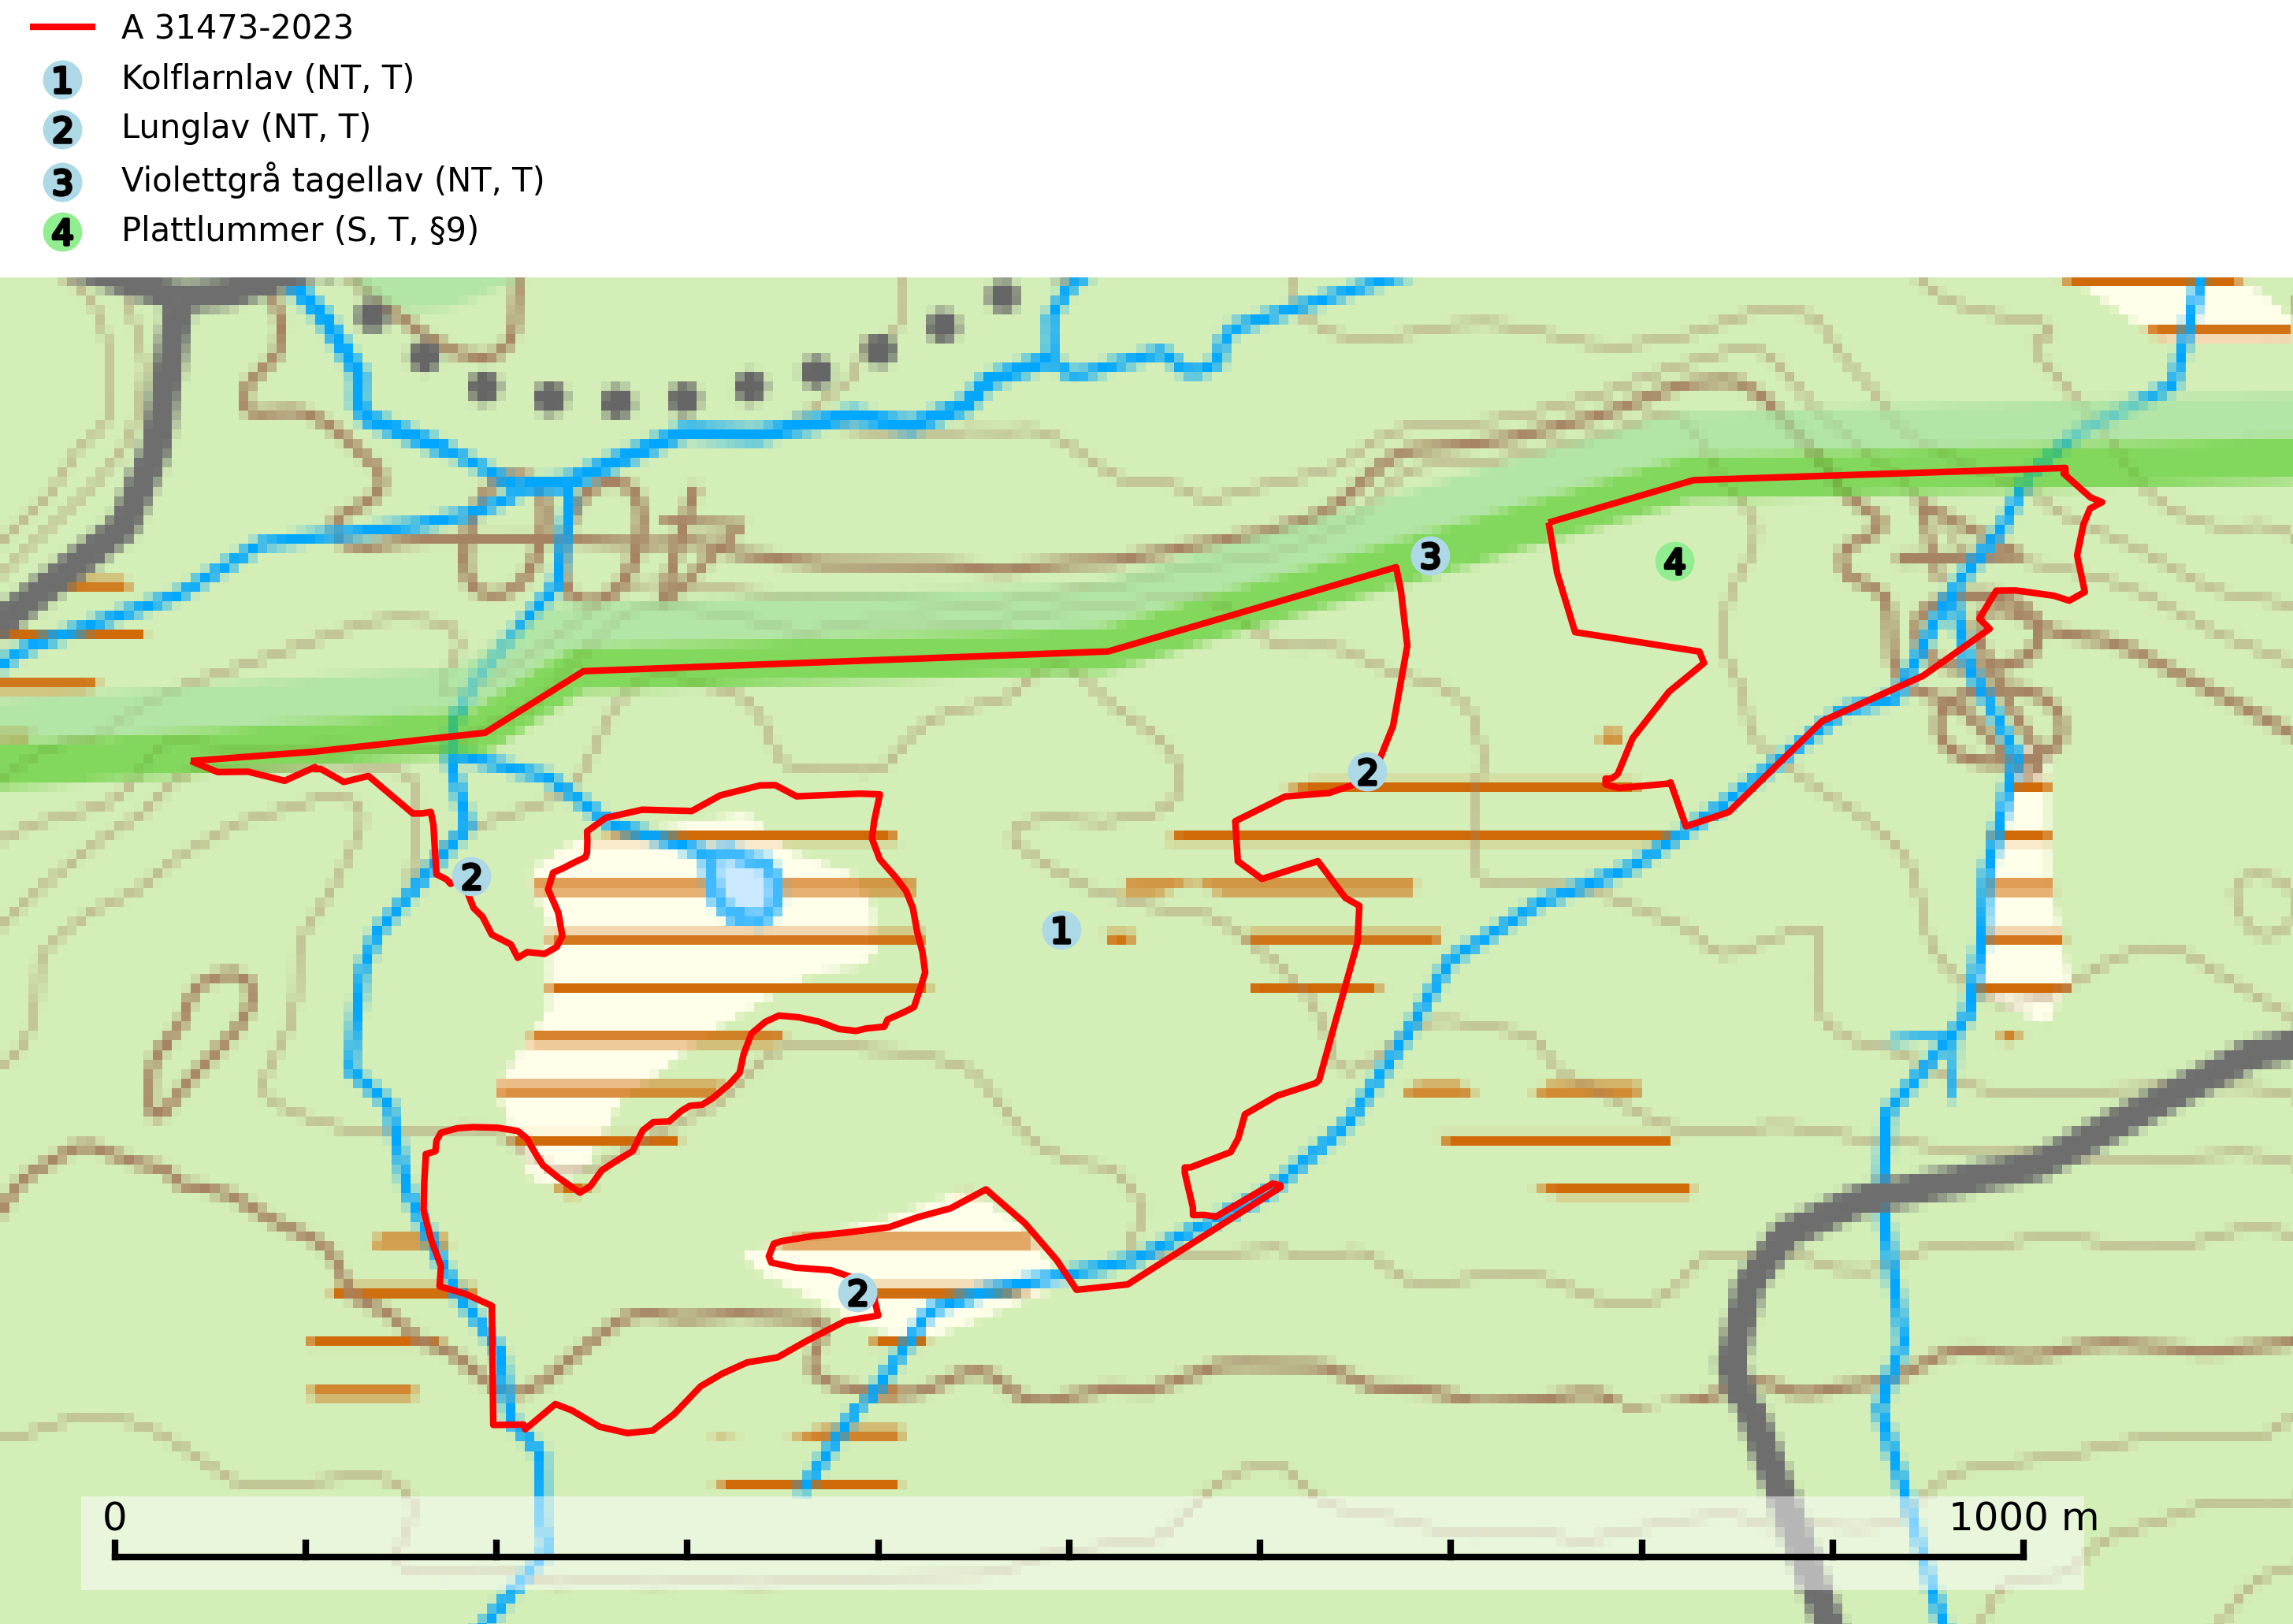 A 31473-2023
1 Kolflarnlav (NT, T)
2 Lunglav (NT, T)
3 Violettgrå tagellav (NT, T)
4 Plattlummer (S, T, §9)
3
4
2
2
1
2
0 1000 m